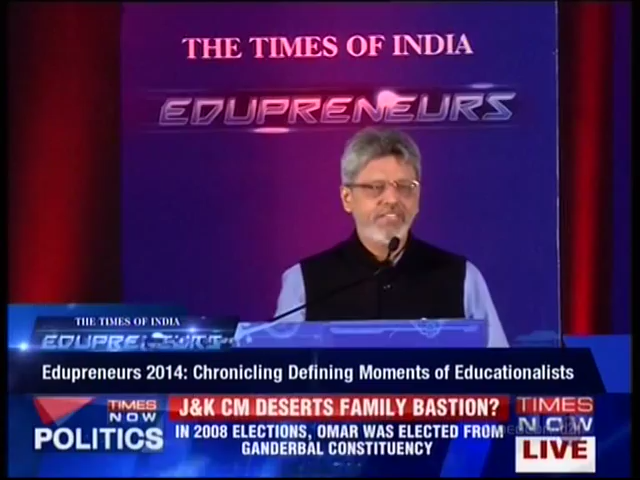 THE TIMES OF INDIA
EDUPRENEURS
THE TIMES OF INDIA
EDUPRENEURS
Edupreneurs 2014: Chronicling Defining Moments of Educationalists
TIMES
NOW
POLITICS
J&K CM DESERTS FAMILY BASTION?
IN 2008 ELECTIONS, OMAR WAS ELECTED FROM
GANDERBAL CONSTITUENCY
TIMES
NOW
LIVE